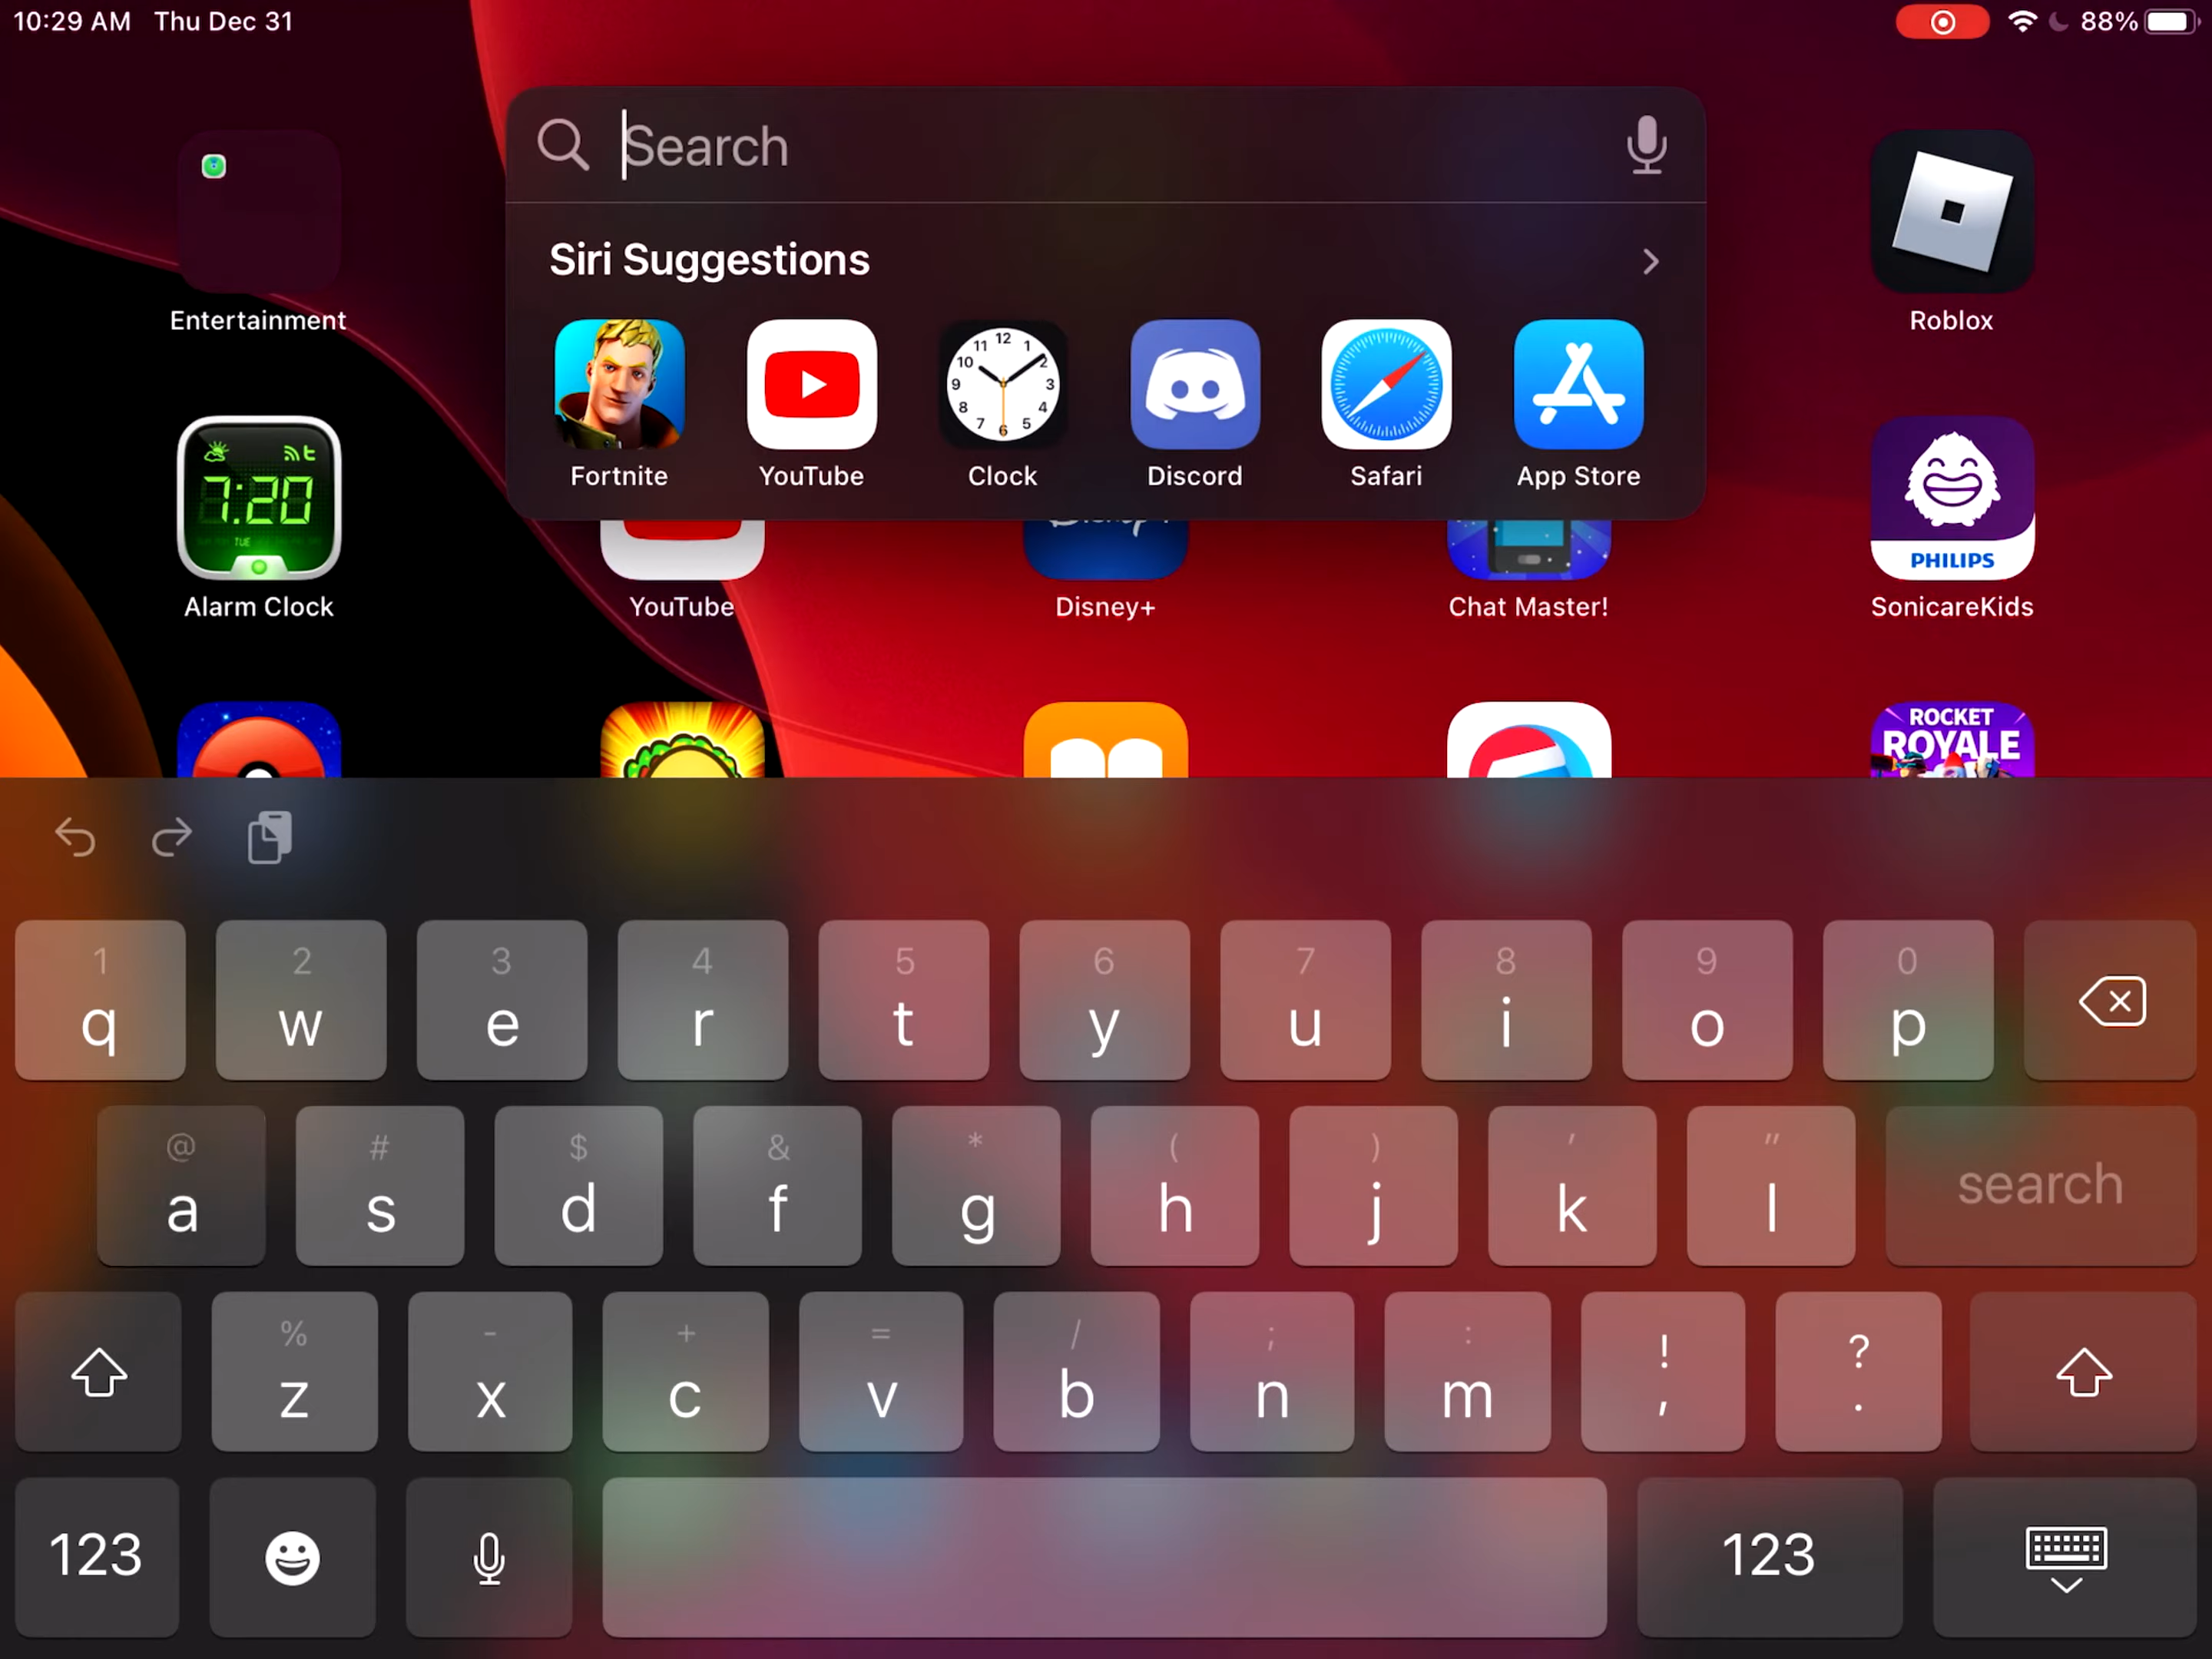 10:29 AM Thu Dec 31
88%
Search
Siri Suggestions
Fortnite YouTube Clock Discord Safari App Store
Entertainment
Roblox
7:20
TUE
PHILIPS
Alarm Clock YouTube Disney+ Chat Master! SonicareKids
ROCKET
ROYALE
1 2 3 4 5 6 7 8 9 0
q w e r t y u i o p
@ # $ & * ( ) ' "
a s d f g h j k l search
% - + = / ; : ! ?
z x c v b n m , .
123 123